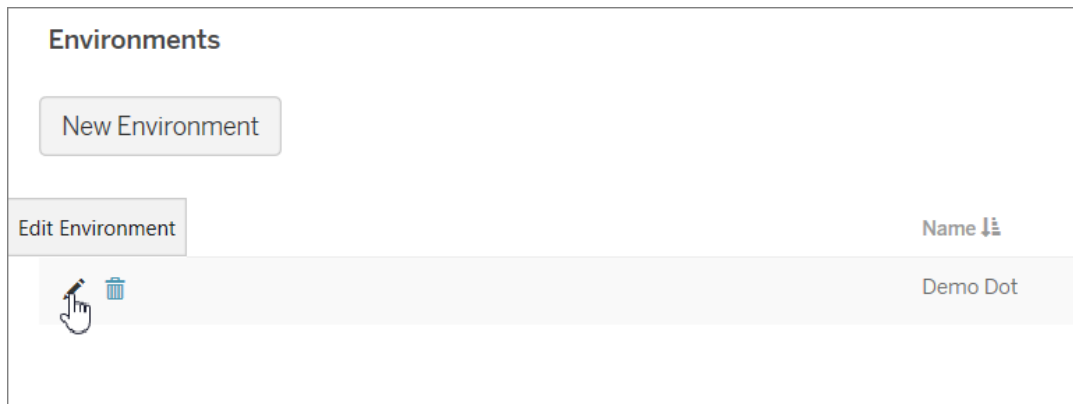 Environments
New Environment
Edit Environment
Name
Demo Dot